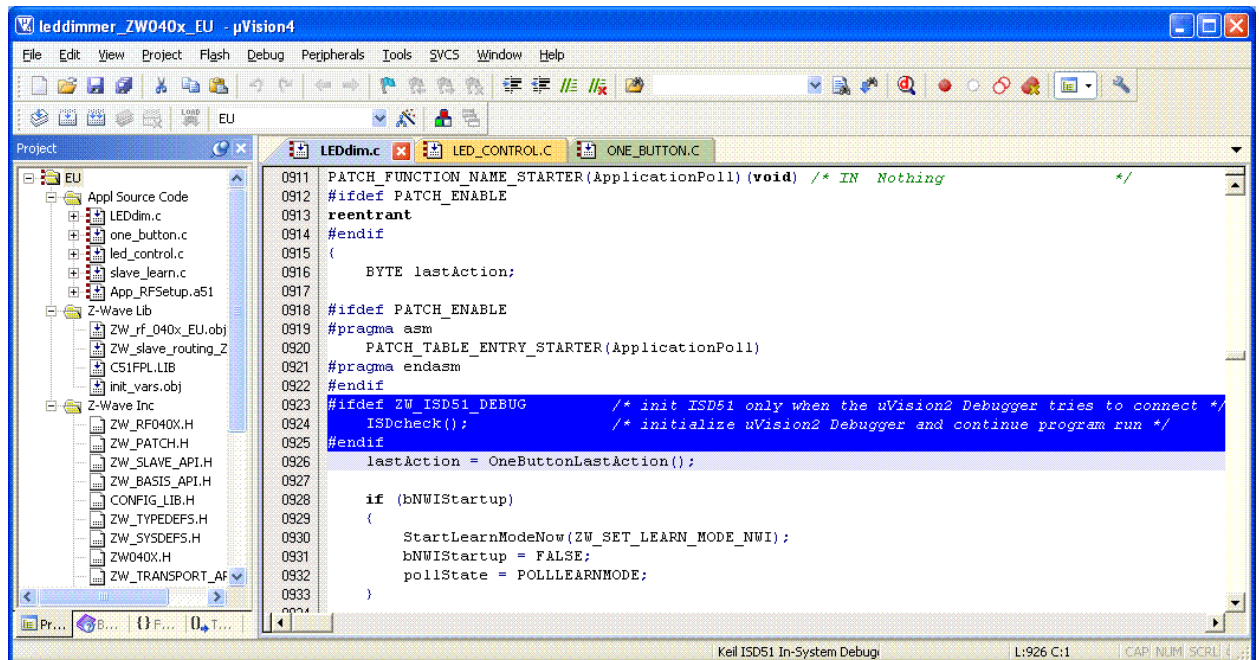 leddimmer_ZW040x_EU - µVision4
File Edit View Project Flash Debug Peripherals Tools SVCS Window Help
LOAD EU
Project
LEDdim.c LED_CONTROL.C ONE_BUTTON.C
EU
Appl Source Code
LEDdim.c
one_button.c
led_control.c
slave_learn.c
App_RFSetup.a51
Z-Wave Lib
ZW_rf_040x_EU.obj
ZW_slave_routing_Z
C51FPL.LIB
init_vars.obj
Z-Wave Inc
ZW_RF040X.H
ZW_PATCH.H
ZW_SLAVE_API.H
ZW_BASIS_API.H
CONFIG_LIB.H
ZW_TYPEDEFS.H
ZW_SYSDEFS.H
ZW040X.H
ZW_TRANSPORT_AP
Pr... B... {} F... 0 T...
0911 PATCH_FUNCTION_NAME_STARTER(ApplicationPoll)(void) /* IN Nothing */
0912 #ifdef PATCH_ENABLE
0913 reentrant
0914 #endif
0915 {
0916 BYTE lastAction;
0917
0918 #ifdef PATCH_ENABLE
0919 #pragma asm
0920 PATCH_TABLE_ENTRY_STARTER(ApplicationPoll)
0921 #pragma endasm
0922 #endif
0923 #ifdef ZW_ISD51_DEBUG /* init ISD51 only when the uVision2 Debugger tries to connect */
0924 ISDcheck(); /* initialize uVision2 Debugger and continue program run */
0925 #endif
0926 lastAction = OneButtonLastAction();
0927
0928 if (bNWIStartup)
0929 {
0930 StartLearnModeNow(ZW_SET_LEARN_MODE_NWI);
0931 bNWIStartup = FALSE;
0932 pollState = POLLLEARNMODE;
0933 }
Keil ISD51 In-System Debug L:926 C:1 CAP NUM SCRL